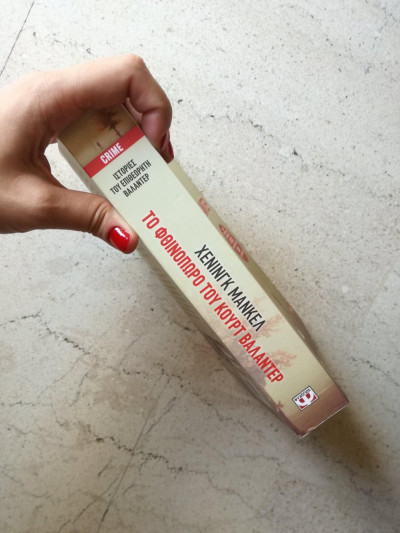 CRIME
ΙΣΤΟΡΙΕΣ
ΤΟΥ ΕΠΙΘΕΩΡΗΤΗ
ΒΑΛΑΝΤΕΡ
ΧΕΝΙΝΓΚ ΜΑΝΚΕΛ
ΤΟ ΦΘΙΝΟΠΩΡΟ ΤΟΥ ΚΟΥΡΤ ΒΑΛΑΝΤΕΡ